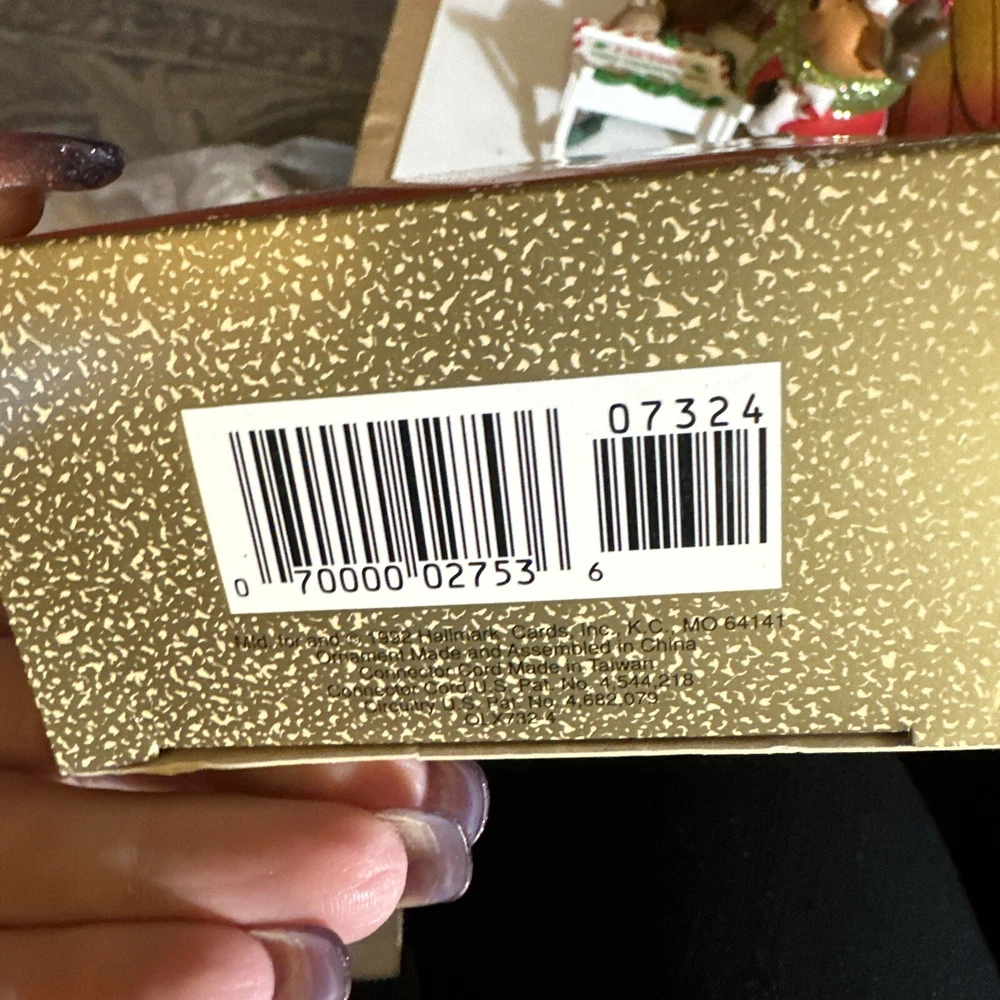 07324
0 70000 02753 6
Mfd. for and © 1992 Hallmark Cards, Inc., K.C., MO 64141
Ornament Made and Assembled in China
Connector Cord Made in Taiwan
Connector Cord U.S. Pat. No. 4,544,218
Circuitry U.S. Pat. No. 4,682,079
QLX732-4